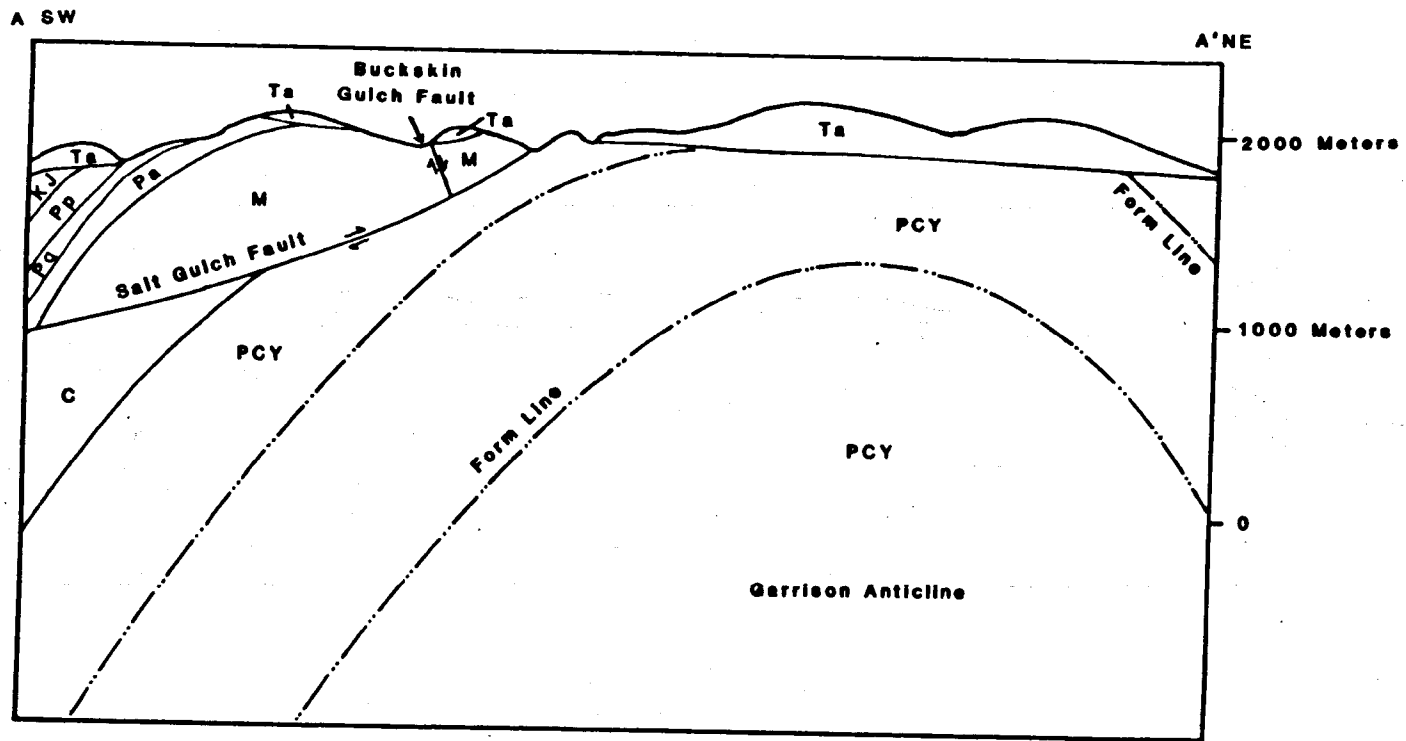 A SW
A'NE
Buckskin
Gulch Fault
Ta
Ta
Ta
Ta
2000 Meters
KJ
Pp
Pa
Pq
M
M
Salt Gulch Fault
PCY
Form Line
1000 Meters
PCY
C
Form Line
PCY
0
Garrison Anticline